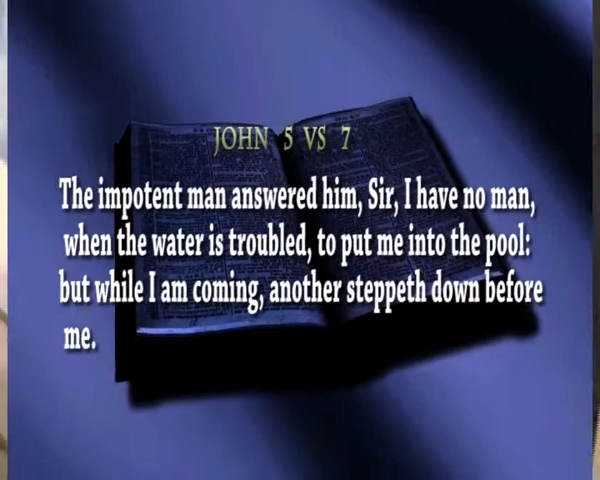 JOHN 5 VS 7
The impotent man answered him, Sir, I have no man,
when the water is troubled, to put me into the pool:
but while I am coming, another steppeth down before
me.